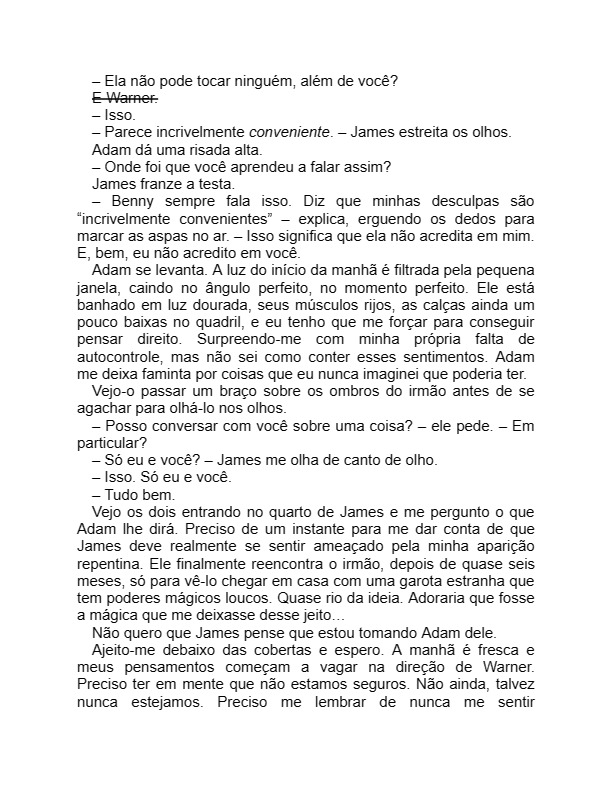 – Ela não pode tocar ninguém, além de você?
E Warner.
– Isso.
– Parece incrivelmente conveniente. – James estreita os olhos.
Adam dá uma risada alta.
– Onde foi que você aprendeu a falar assim?
James franze a testa.
– Benny sempre fala isso. Diz que minhas desculpas são
“incrivelmente convenientes” – explica, erguendo os dedos para
marcar as aspas no ar. – Isso significa que ela não acredita em mim.
E, bem, eu não acredito em você.
Adam se levanta. A luz do início da manhã é filtrada pela pequena
janela, caindo no ângulo perfeito, no momento perfeito. Ele está
banhado em luz dourada, seus músculos rijos, as calças ainda um
pouco baixas no quadril, e eu tenho que me forçar para conseguir
pensar direito. Surpreendo-me com minha própria falta de
autocontrole, mas não sei como conter esses sentimentos. Adam
me deixa faminta por coisas que eu nunca imaginei que poderia ter.
Vejo-o passar um braço sobre os ombros do irmão antes de se
agachar para olhá-lo nos olhos.
– Posso conversar com você sobre uma coisa? – ele pede. – Em
particular?
– Só eu e você? – James me olha de canto de olho.
– Isso. Só eu e você.
– Tudo bem.
Vejo os dois entrando no quarto de James e me pergunto o que
Adam lhe dirá. Preciso de um instante para me dar conta de que
James deve realmente se sentir ameaçado pela minha aparição
repentina. Ele finalmente reencontra o irmão, depois de quase seis
meses, só para vê-lo chegar em casa com uma garota estranha que
tem poderes mágicos loucos. Quase rio da ideia. Adoraria que fosse
a mágica que me deixasse desse jeito…
Não quero que James pense que estou tomando Adam dele.
Ajeito-me debaixo das cobertas e espero. A manhã é fresca e
meus pensamentos começam a vagar na direção de Warner.
Preciso ter em mente que não estamos seguros. Não ainda, talvez
nunca estejamos. Preciso me lembrar de nunca me sentir